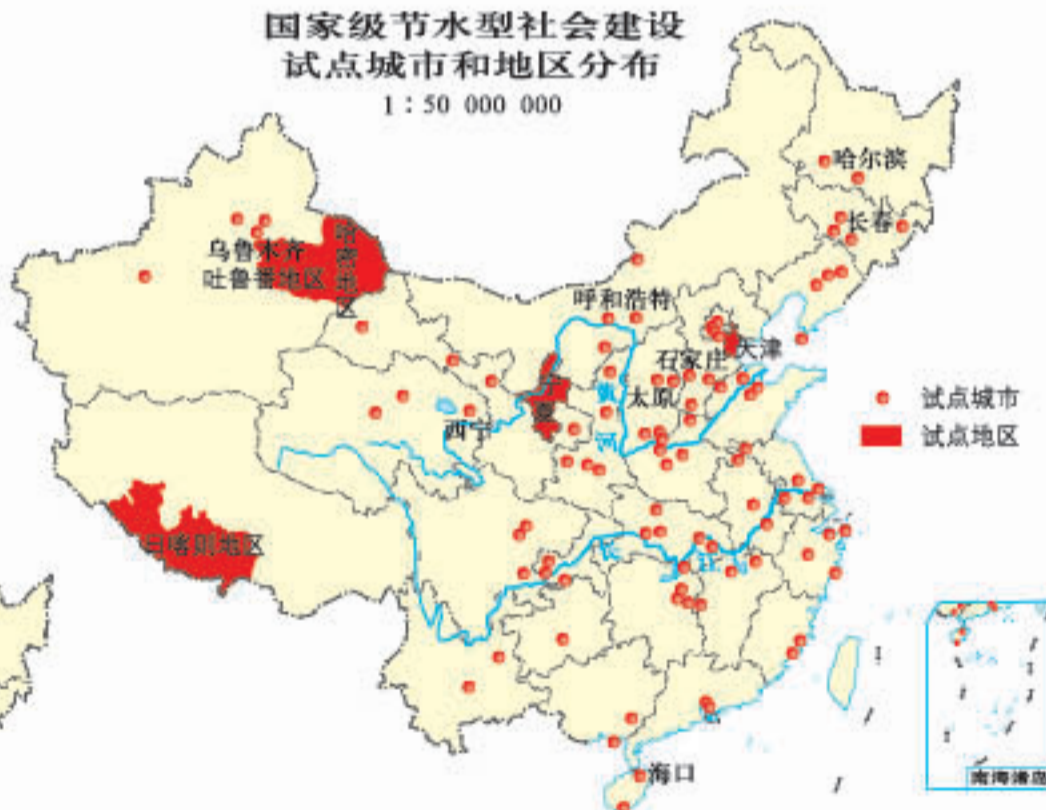 国家级节水型社会建设
试点城市和地区分布
1：50 000 000
哈尔滨
长春
乌鲁木齐
哈密地区
吐鲁番地区
呼和浩特
天津
石家庄
宁夏
黄河
太原
西宁
试点城市
试点地区
日喀则地区
长江
海口
南海诸岛